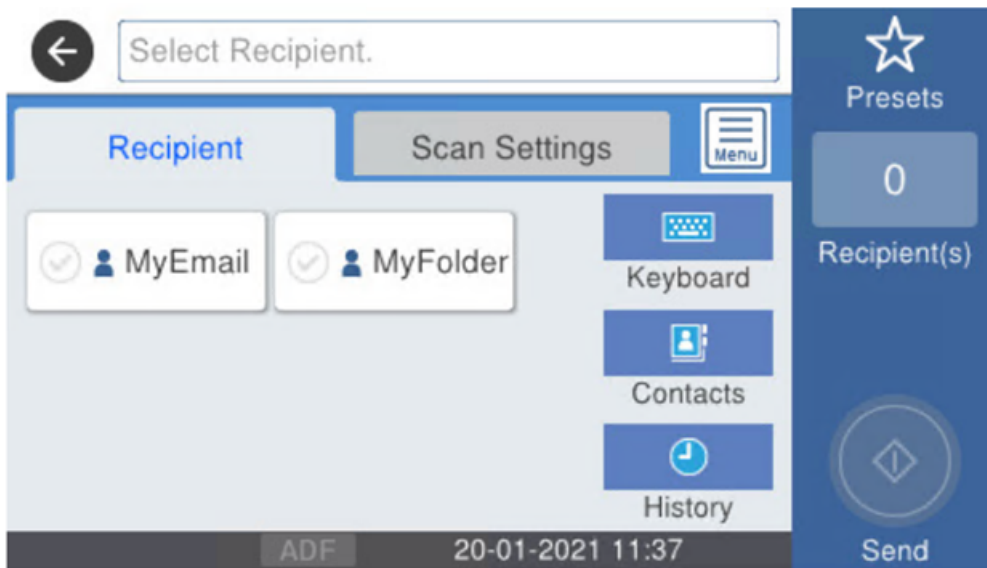 Select Recipient.
Presets
Recipient
Scan Settings
Menu
0
Recipient(s)
MyEmail
MyFolder
Keyboard
Contacts
History
ADF
20-01-2021 11:37
Send